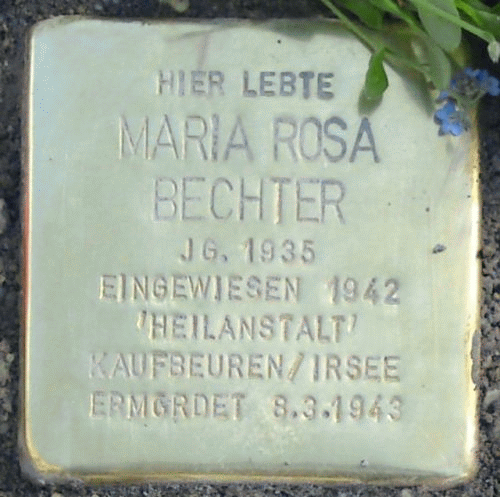 HIER LEBTE
MARIA ROSA
BECHTER
JG. 1935
EINGEWIESEN 1942
'HEILANSTALT'
KAUFBEUREN/IRSEE
ERMORDET 8.3.1943